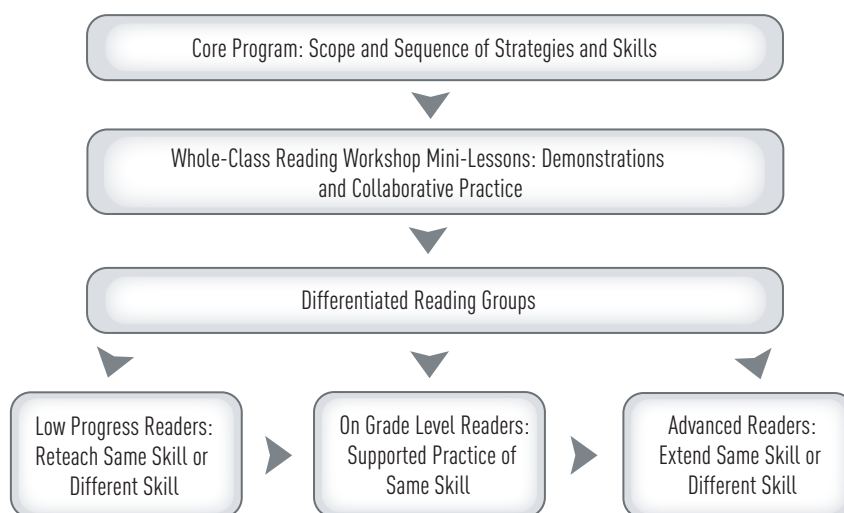 Core Program: Scope and Sequence of Strategies and Skills
Whole-Class Reading Workshop Mini-Lessons: Demonstrations
and Collaborative Practice
Differentiated Reading Groups
Low Progress Readers:
Reteach Same Skill or
Different Skill
On Grade Level Readers:
Supported Practice of
Same Skill
Advanced Readers:
Extend Same Skill or
Different Skill